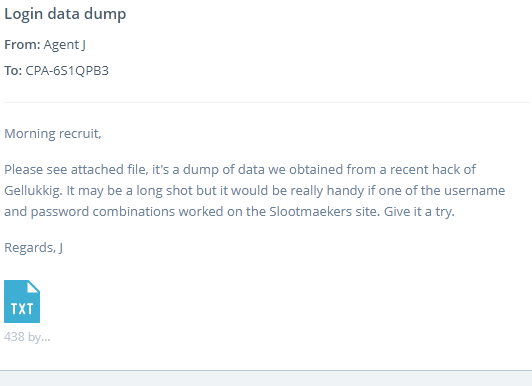 Login data dump
From: Agent J
To: CPA-6S1QPB3
Morning recruit,
Please see attached file, it's a dump of data we obtained from a recent hack of
Gellukkig. It may be a long shot but it would be really handy if one of the username
and password combinations worked on the Slootmaekers site. Give it a try.
Regards, J
TXT
438 by...